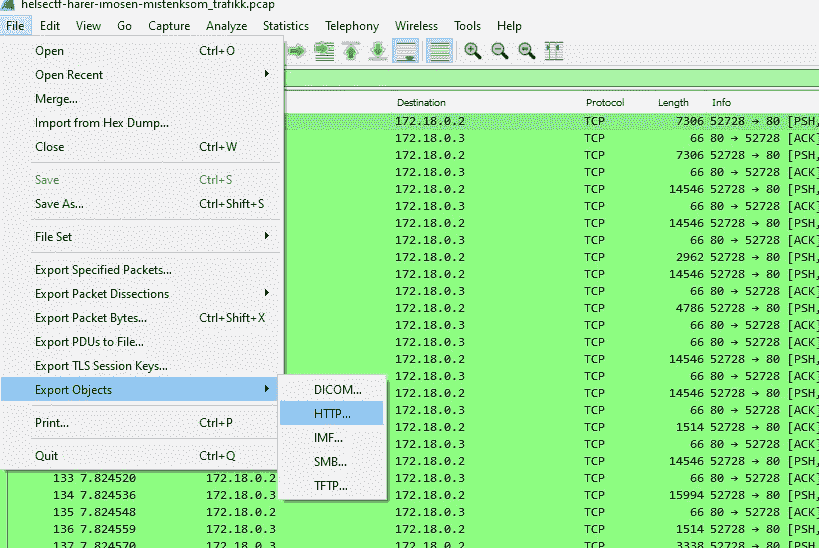 helsectf-harer-imosen-mistenksom_trafikk.pcap
File Edit View Go Capture Analyze Statistics Telephony Wireless Tools Help
Open Ctrl+O
Open Recent
Merge...
Import from Hex Dump...
Close Ctrl+W
Save Ctrl+S
Save As... Ctrl+Shift+S
File Set
Export Specified Packets...
Export Packet Dissections
Export Packet Bytes... Ctrl+Shift+X
Export PDUs to File...
Export TLS Session Keys...
Export Objects
Print... Ctrl+P
Quit Ctrl+Q
DICOM...
HTTP...
IMF...
SMB...
TFTP...
Destination Protocol Length Info
172.18.0.2 TCP 7306 52728 → 80 [PSH,
172.18.0.3 TCP 66 80 → 52728 [ACK]
172.18.0.2 TCP 7306 52728 → 80 [PSH,
172.18.0.3 TCP 66 80 → 52728 [ACK]
172.18.0.2 TCP 14546 52728 → 80 [PSH,
172.18.0.3 TCP 66 80 → 52728 [ACK]
172.18.0.2 TCP 14546 52728 → 80 [PSH,
172.18.0.3 TCP 66 80 → 52728 [ACK]
172.18.0.2 TCP 2962 52728 → 80 [PSH,
172.18.0.2 TCP 14546 52728 → 80 [PSH,
172.18.0.3 TCP 66 80 → 52728 [ACK]
172.18.0.2 TCP 4786 52728 → 80 [PSH,
172.18.0.3 TCP 66 80 → 52728 [ACK]
172.18.0.3 TCP 66 80 → 52728 [ACK]
172.18.0.2 TCP 14546 52728 → 80 [PSH,
172.18.0.3 TCP 66 80 → 52728 [ACK]
172.18.0.2 TCP 14546 52728 → 80 [PSH,
172.18.0.2 TCP 1514 52728 → 80 [ACK]
172.18.0.3 TCP 66 80 → 52728 [ACK]
172.18.0.2 TCP 14546 52728 → 80 [PSH,
133 7.824520 172.18.0.2 172.18.0.3 TCP 66 80 → 52728 [ACK]
134 7.824536 172.18.0.3 172.18.0.2 TCP 15994 52728 → 80 [PSH,
135 7.824548 172.18.0.2 172.18.0.3 TCP 66 80 → 52728 [ACK]
136 7.824559 172.18.0.3 172.18.0.2 TCP 1514 52728 → 80 [PSH,
137 7.824570 172.18.0.3 172.18.0.2 TCP 3338 52728 → 80 [PSH,